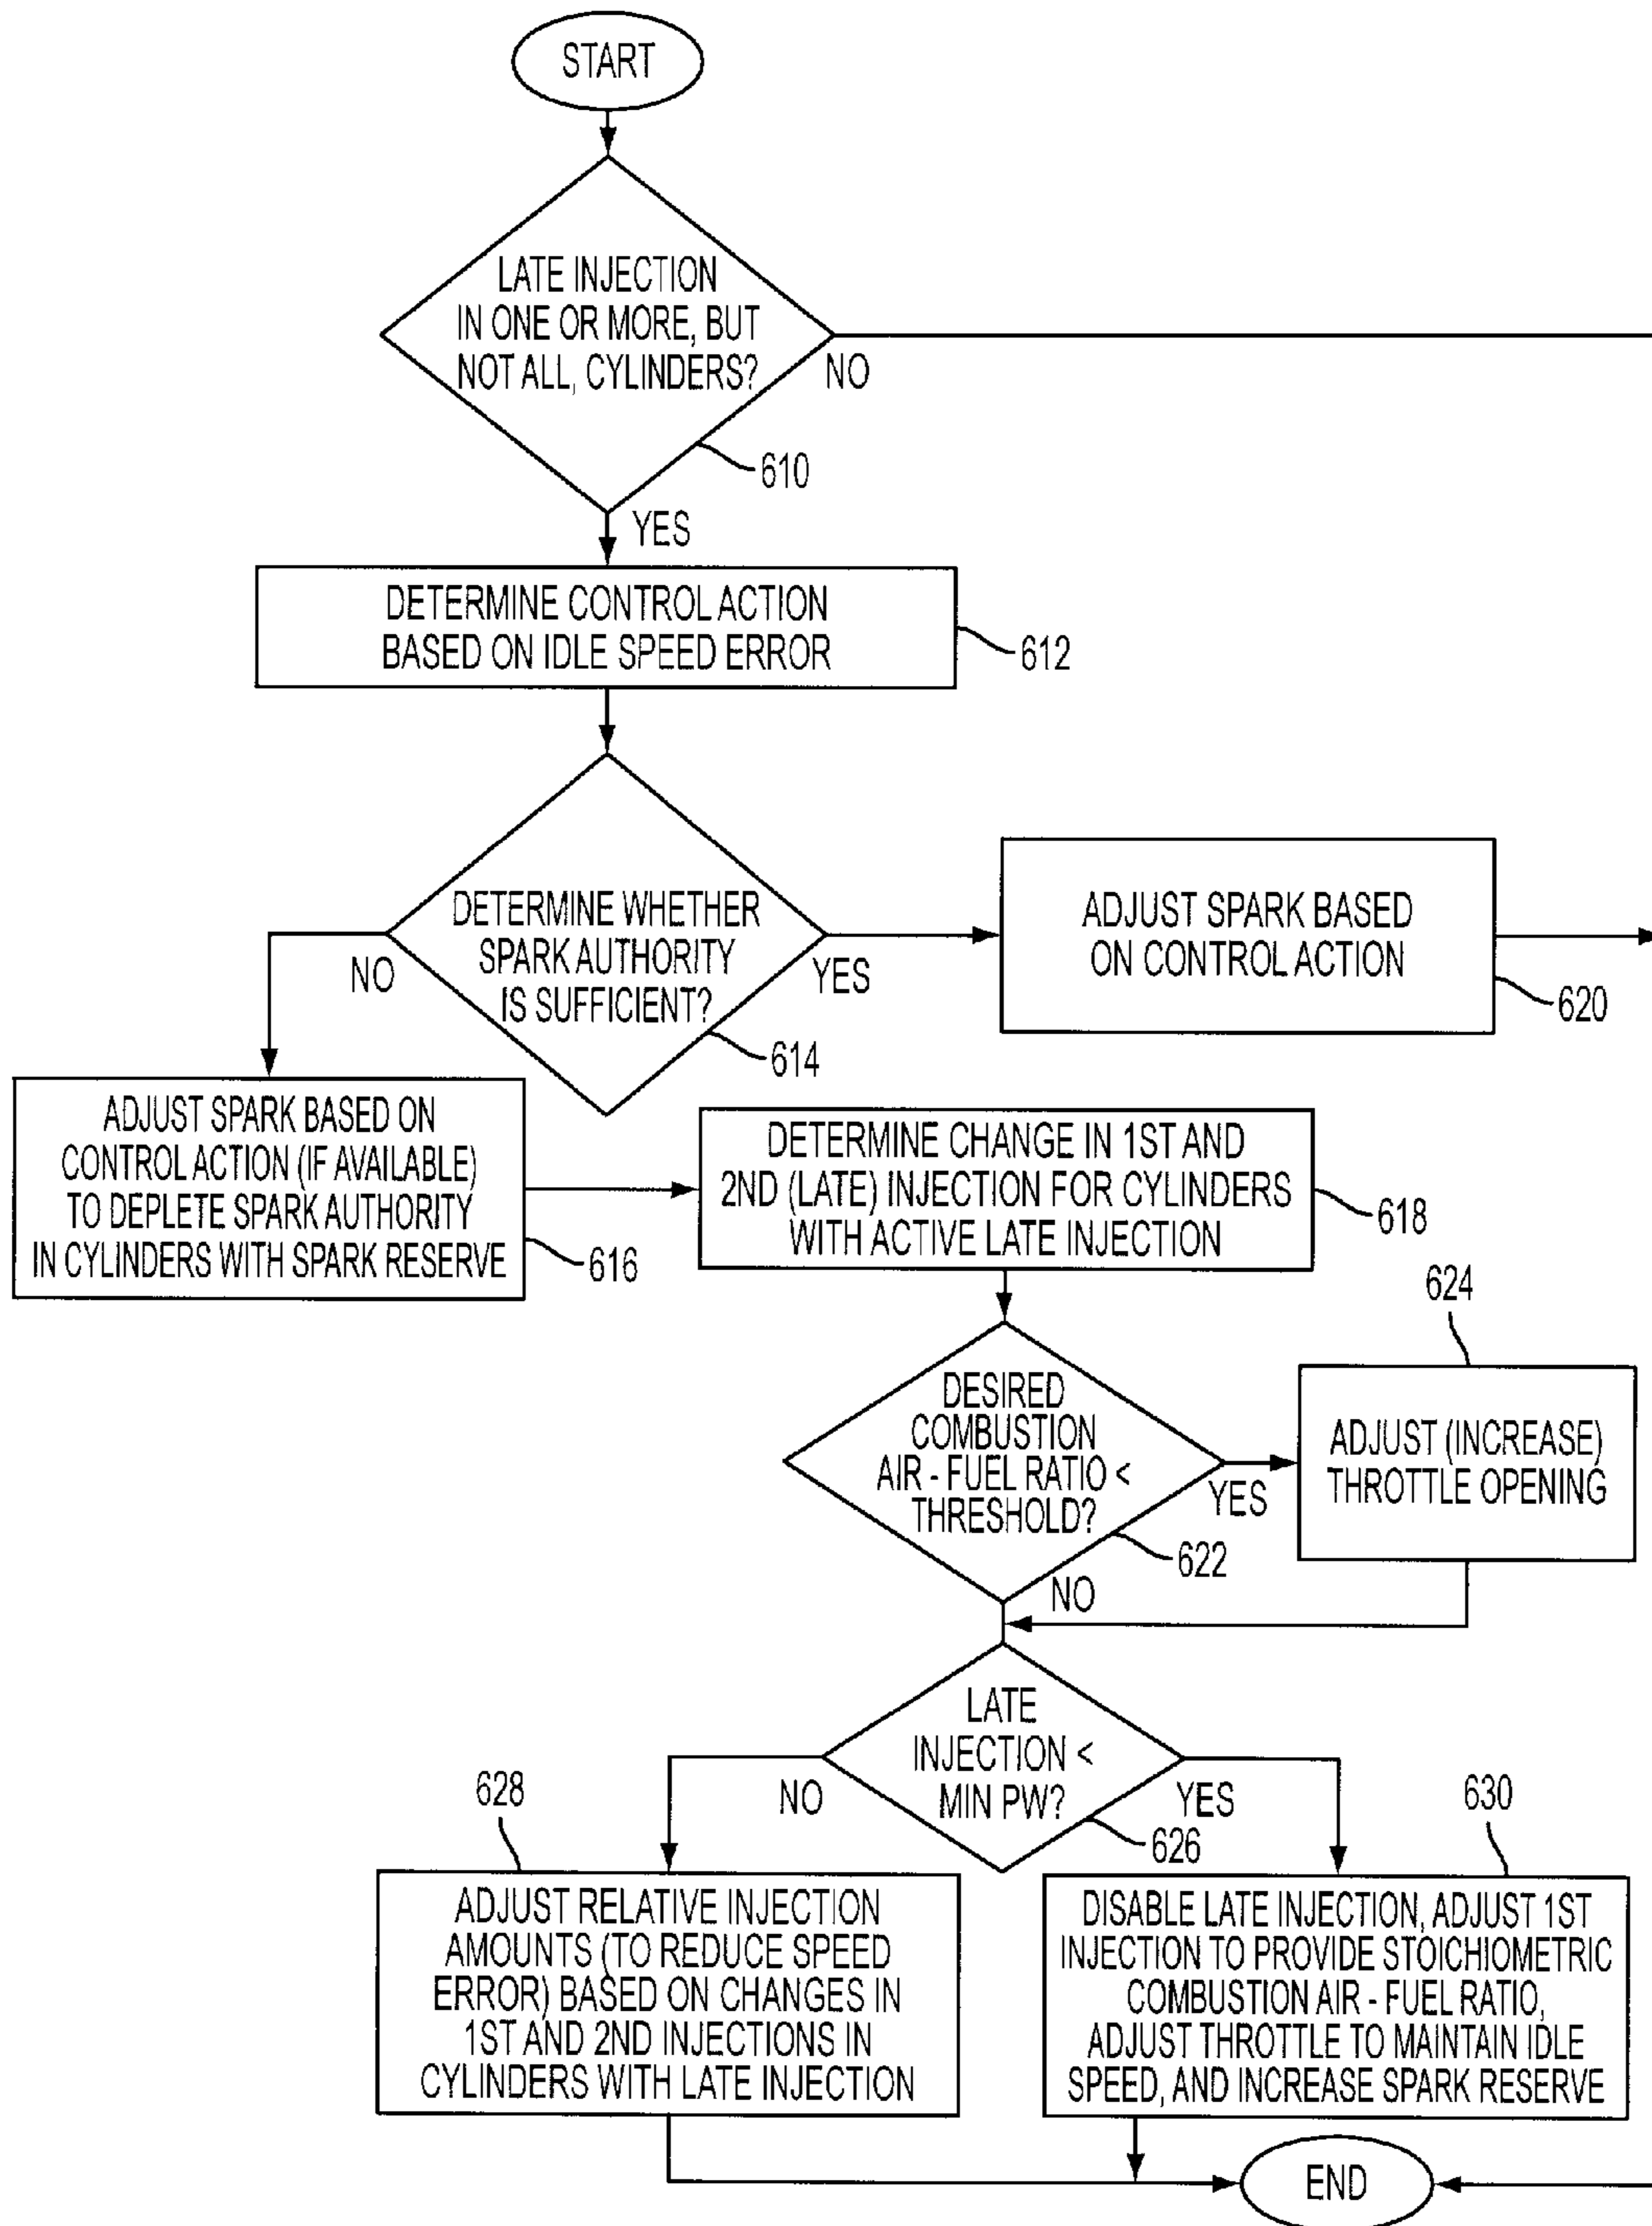 START
LATE INJECTION
IN ONE OR MORE, BUT
NOT ALL, CYLINDERS?
NO
610
YES
DETERMINE CONTROL ACTION
BASED ON IDLE SPEED ERROR
612
DETERMINE WHETHER
SPARK AUTHORITY
IS SUFFICIENT?
NO
YES
614
ADJUST SPARK BASED
ON CONTROL ACTION
620
ADJUST SPARK BASED ON
CONTROL ACTION (IF AVAILABLE)
TO DEPLETE SPARK AUTHORITY
IN CYLINDERS WITH SPARK RESERVE
616
DETERMINE CHANGE IN 1ST AND
2ND (LATE) INJECTION FOR CYLINDERS
WITH ACTIVE LATE INJECTION
618
DESIRED
COMBUSTION
AIR - FUEL RATIO <
THRESHOLD?
YES
622
NO
624
ADJUST (INCREASE)
THROTTLE OPENING
LATE
INJECTION <
MIN PW?
NO
YES
626
628
ADJUST RELATIVE INJECTION
AMOUNTS (TO REDUCE SPEED
ERROR) BASED ON CHANGES IN
1ST AND 2ND INJECTIONS IN
CYLINDERS WITH LATE INJECTION
630
DISABLE LATE INJECTION, ADJUST 1ST
INJECTION TO PROVIDE STOICHIOMETRIC
COMBUSTION AIR - FUEL RATIO,
ADJUST THROTTLE TO MAINTAIN IDLE
SPEED, AND INCREASE SPARK RESERVE
END